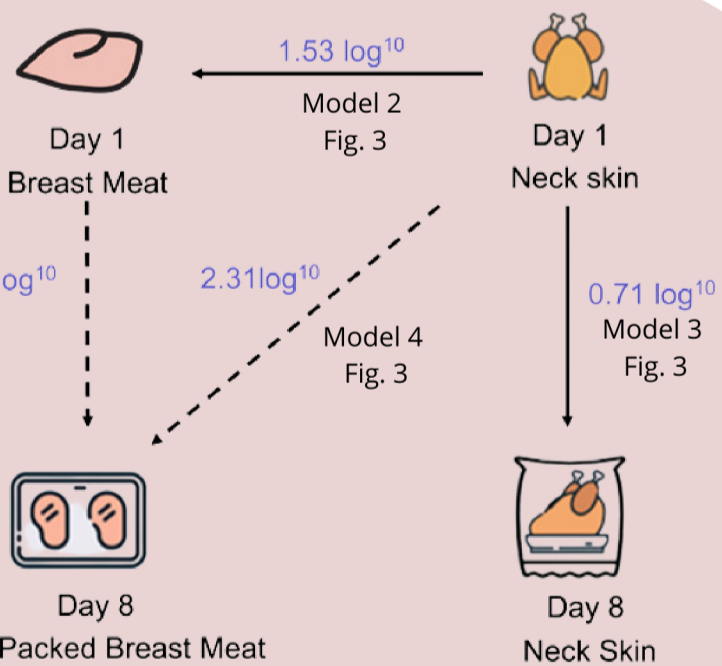 1.53 log¹⁰
Model 2
Fig. 3
Day 1
Breast Meat
Day 1
Neck skin
og¹⁰
2.31log¹⁰
Model 4
Fig. 3
0.71 log¹⁰
Model 3
Fig. 3
Day 8
Packed Breast Meat
Day 8
Neck Skin